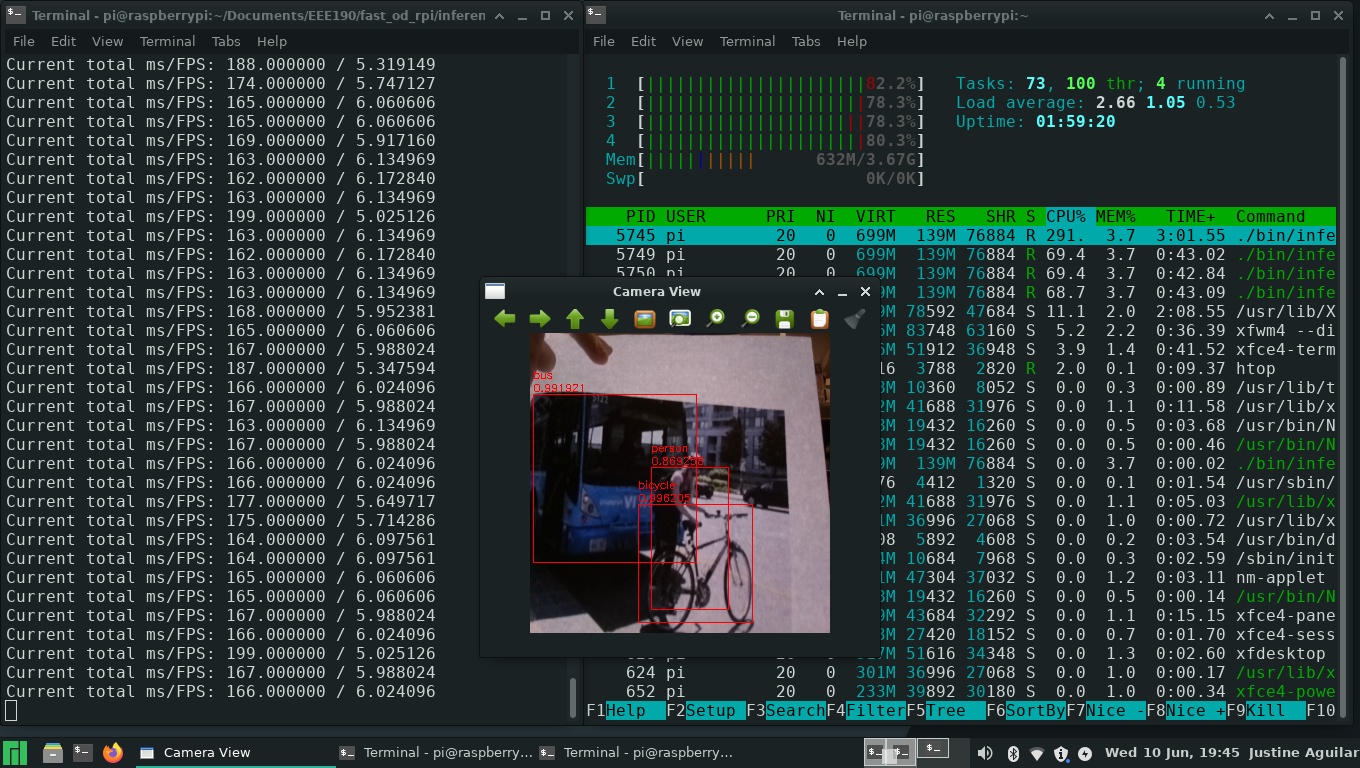 Terminal - pi@raspberrypi:~/Documents/EEE190/fast_od_rpi/inferen
File Edit View Terminal Tabs Help
Current total ms/FPS: 188.000000 / 5.319149
Current total ms/FPS: 174.000000 / 5.747127
Current total ms/FPS: 165.000000 / 6.060606
Current total ms/FPS: 165.000000 / 6.060606
Current total ms/FPS: 169.000000 / 5.917160
Current total ms/FPS: 163.000000 / 6.134969
Current total ms/FPS: 162.000000 / 6.172840
Current total ms/FPS: 163.000000 / 6.134969
Current total ms/FPS: 199.000000 / 5.025126
Current total ms/FPS: 163.000000 / 6.134969
Current total ms/FPS: 162.000000 / 6.172840
Current total ms/FPS: 163.000000 / 6.134969
Current total ms/FPS: 163.000000 / 6.134969
Current total ms/FPS: 168.000000 / 5.952381
Current total ms/FPS: 165.000000 / 6.060606
Current total ms/FPS: 167.000000 / 5.988024
Current total ms/FPS: 187.000000 / 5.347594
Current total ms/FPS: 166.000000 / 6.024096
Current total ms/FPS: 167.000000 / 5.988024
Current total ms/FPS: 163.000000 / 6.134969
Current total ms/FPS: 167.000000 / 5.988024
Current total ms/FPS: 166.000000 / 6.024096
Current total ms/FPS: 166.000000 / 6.024096
Current total ms/FPS: 177.000000 / 5.649717
Current total ms/FPS: 175.000000 / 5.714286
Current total ms/FPS: 164.000000 / 6.097561
Current total ms/FPS: 164.000000 / 6.097561
Current total ms/FPS: 165.000000 / 6.060606
Current total ms/FPS: 165.000000 / 6.060606
Current total ms/FPS: 167.000000 / 5.988024
Current total ms/FPS: 166.000000 / 6.024096
Current total ms/FPS: 199.000000 / 5.025126
Current total ms/FPS: 167.000000 / 5.988024
Current total ms/FPS: 166.000000 / 6.024096
Terminal - pi@raspberrypi:~
File Edit View Terminal Tabs Help
1 [82.2%] Tasks: 73, 100 thr; 4 running
2 [78.3%] Load average: 2.66 1.05 0.53
3 [78.3%] Uptime: 01:59:20
4 [80.3%]
Mem[632M/3.67G]
Swp[0K/0K]
PID USER PRI NI VIRT RES SHR S CPU% MEM% TIME+ Command
5745 pi 20 0 699M 139M 76884 R 291. 3.7 3:01.55 ./bin/infe
5749 pi 20 0 699M 139M 76884 R 69.4 3.7 0:43.02 ./bin/infe
5750 pi 20 0 699M 139M 76884 R 69.4 3.7 0:42.84 ./bin/infe
9M 139M 76884 R 68.7 3.7 0:43.09 ./bin/infe
M 78592 47684 S 11.1 2.0 2:08.55 /usr/lib/X
6M 83748 63160 S 5.2 2.2 0:36.39 xfwm4 --di
6M 51912 36948 S 3.9 1.4 0:41.52 xfce4-term
16 3788 2820 R 2.0 0.1 0:09.37 htop
3M 10360 8052 S 0.0 0.3 0:00.89 /usr/lib/t
2M 41688 31976 S 0.0 1.1 0:11.58 /usr/lib/x
8M 19432 16260 S 0.0 0.5 0:03.68 /usr/bin/N
8M 19432 16260 S 0.0 0.5 0:00.46 /usr/bin/N
9M 139M 76884 S 0.0 3.7 0:00.02 ./bin/infe
76 4412 1320 S 0.0 0.1 0:01.54 /usr/sbin/
2M 41688 31976 S 0.0 1.1 0:05.03 /usr/lib/x
1M 36996 27068 S 0.0 1.0 0:00.72 /usr/lib/x
08 5892 4608 S 0.0 0.2 0:03.54 /usr/bin/d
4M 10684 7968 S 0.0 0.3 0:02.59 /sbin/init
1M 47304 37032 S 0.0 1.2 0:03.11 nm-applet
8M 19432 16260 S 0.0 0.5 0:00.14 /usr/bin/N
9M 43684 32292 S 0.0 1.1 0:15.15 xfce4-pane
8M 27420 18152 S 0.0 0.7 0:01.70 xfce4-sess
pi 7M 51616 34348 S 0.0 1.3 0:02.60 xfdesktop
624 pi 20 0 301M 36996 27068 S 0.0 1.0 0:00.17 /usr/lib/x
652 pi 20 0 233M 39892 30180 S 0.0 1.0 0:00.34 xfce4-powe
F1Help F2Setup F3SearchF4FilterF5Tree F6SortByF7Nice -F8Nice +F9Kill F10
Camera View
bus
0.991921
person
bicycle
0.996205
Camera View Terminal - pi@raspberry... Terminal - pi@raspberry... Wed 10 Jun, 19:45 Justine Aguilar